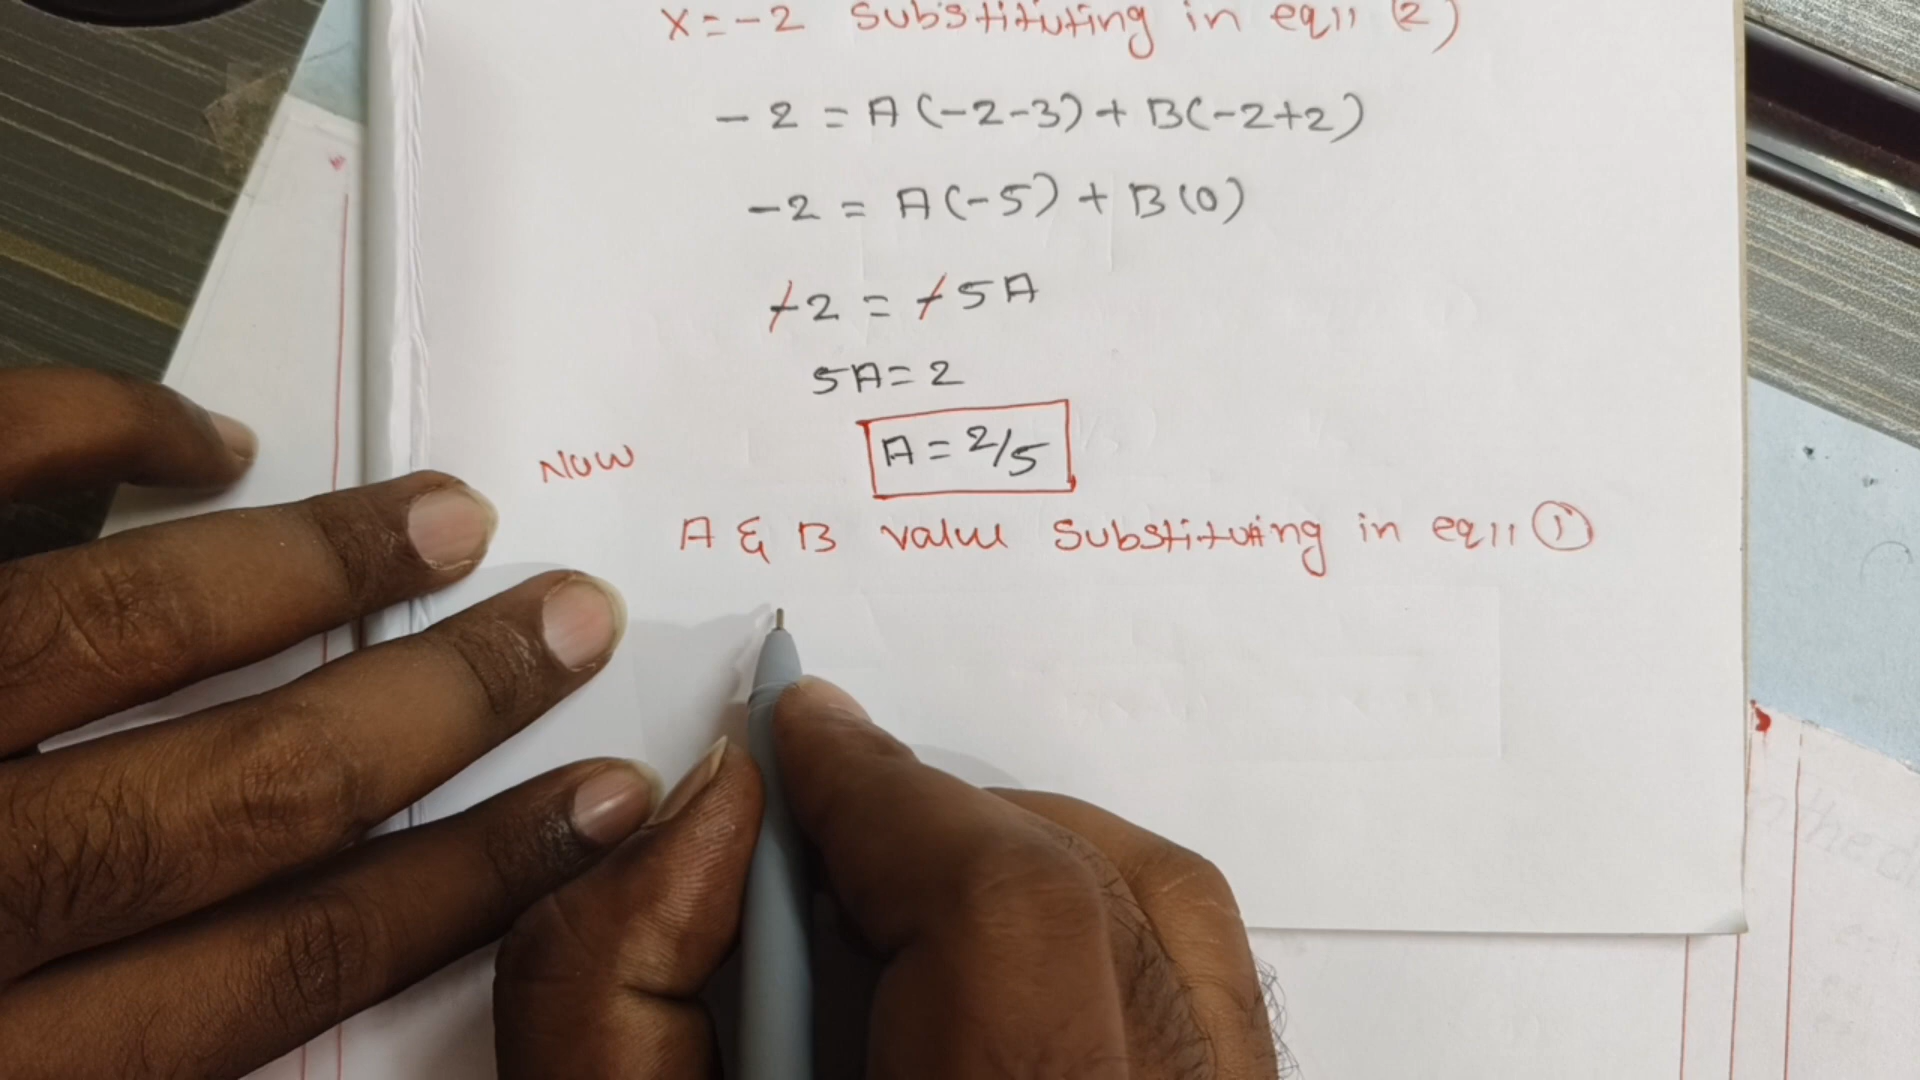 x = -2 Substituting in eqn (2)
- 2 = A (-2-3) + B(-2+2)
-2 = A(-5) + B(0)
-2 = -5A
5A = 2
A = 2/5
Now
A & B value Substituting in eqn (1)